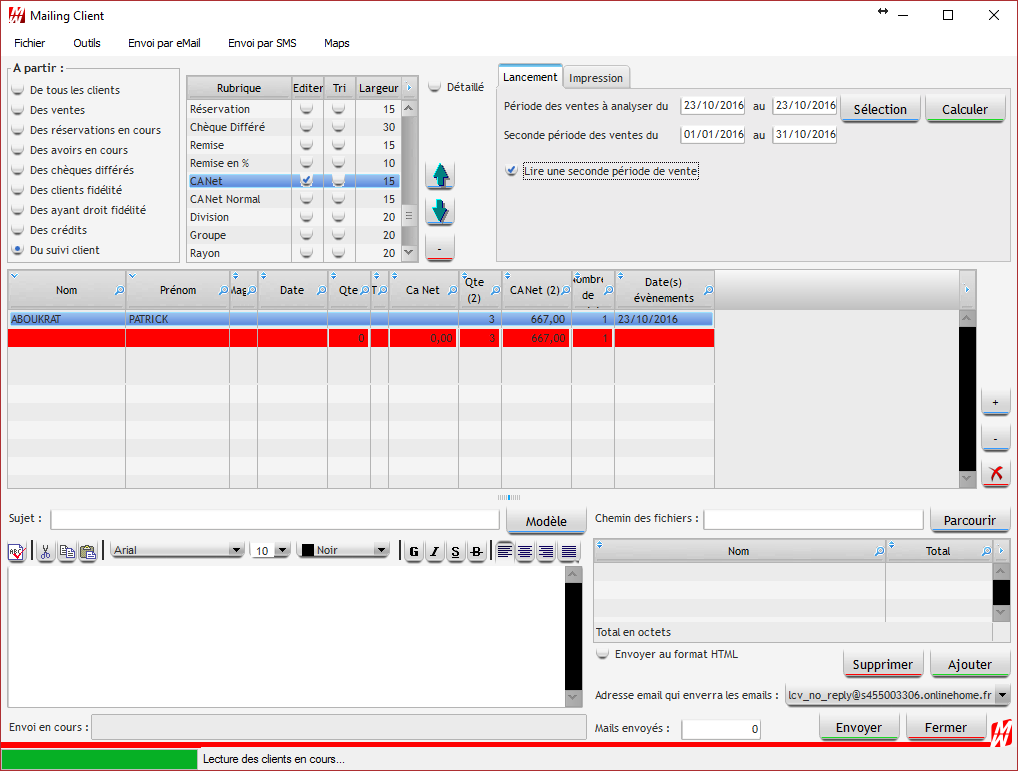 Mailing Client
Fichier Outils Envoi par eMail Envoi par SMS Maps
A partir :
De tous les clients
Des ventes
Des réservations en cours
Des avoirs en cours
Des chèques différés
Des clients fidélité
Des ayant droit fidélité
Des crédits
Du suivi client
Rubrique Editer Tri Largeur
Réservation 15
Chèque Différé 30
Remise 15
Remise en % 10
CANet 15
CANet Normal 15
Division 20
Groupe 20
Rayon 20
Détaillé
-
Lancement Impression
Période des ventes à analyser du 23/10/2016 au 23/10/2016 Sélection Calculer
Seconde période des ventes du 01/01/2016 au 31/10/2016
Lire une seconde période de vente
Nom Prénom Mag Date Qte T Ca Net Qte (2) CANet (2) de Date(s) évènements
ABOUKRAT PATRICK 3 667,00 1 23/10/2016
0 0,00 3 667,00 1
+
-
Sujet : Modèle Chemin des fichiers : Parcourir
ABC Arial 10 Noir G I S B
Nom Total
Total en octets
Envoyer au format HTML
Supprimer Ajouter
Adresse email qui enverra les emails : lcv_no_reply@s455003306.onlinehome.fr
Envoi en cours : Mails envoyés : 0 Envoyer Fermer
Lecture des clients en cours...